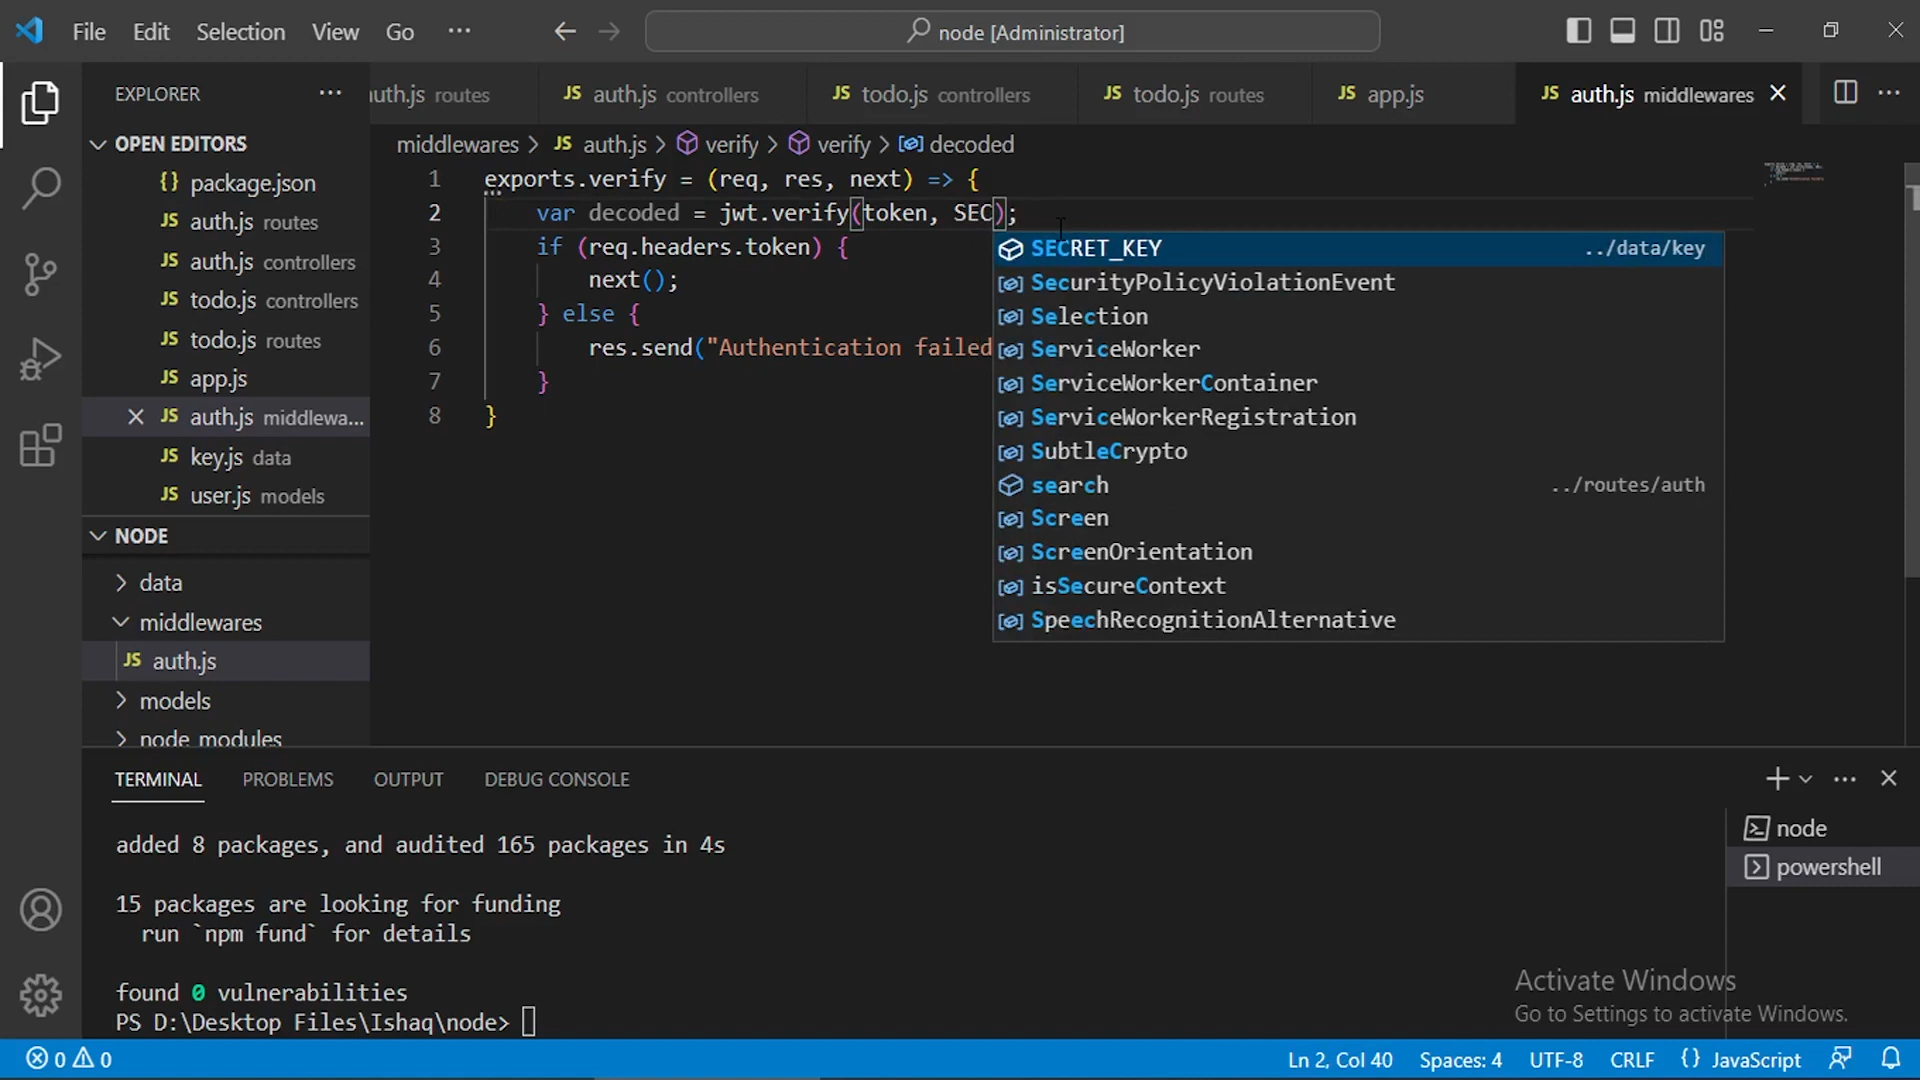 File Edit Selection View Go ··· node [Administrator]
EXPLORER ···
OPEN EDITORS
{} package.json
JS auth.js routes
JS auth.js controllers
JS todo.js controllers
JS todo.js routes
JS app.js
JS auth.js middlewa...
JS key.js data
JS user.js models
NODE
data
middlewares
JS auth.js
models
node_modules
auth.js routes JS auth.js controllers JS todo.js controllers JS todo.js routes JS app.js JS auth.js middlewares
middlewares > JS auth.js > verify > verify > decoded
1 exports.verify = (req, res, next) => {
2 var decoded = jwt.verify(token, SEC);
3 if (req.headers.token) {
4 next();
5 } else {
6 res.send("Authentication failed
7 }
8 }
SECRET_KEY ../data/key
SecurityPolicyViolationEvent
Selection
ServiceWorker
ServiceWorkerContainer
ServiceWorkerRegistration
SubtleCrypto
search ../routes/auth
Screen
ScreenOrientation
isSecureContext
SpeechRecognitionAlternative
TERMINAL PROBLEMS OUTPUT DEBUG CONSOLE
added 8 packages, and audited 165 packages in 4s
15 packages are looking for funding
run `npm fund` for details
found 0 vulnerabilities
PS D:\Desktop Files\Ishaq\node>
node
powershell
Activate Windows
Go to Settings to activate Windows.
0 0 Ln 2, Col 40 Spaces: 4 UTF-8 CRLF {} JavaScript